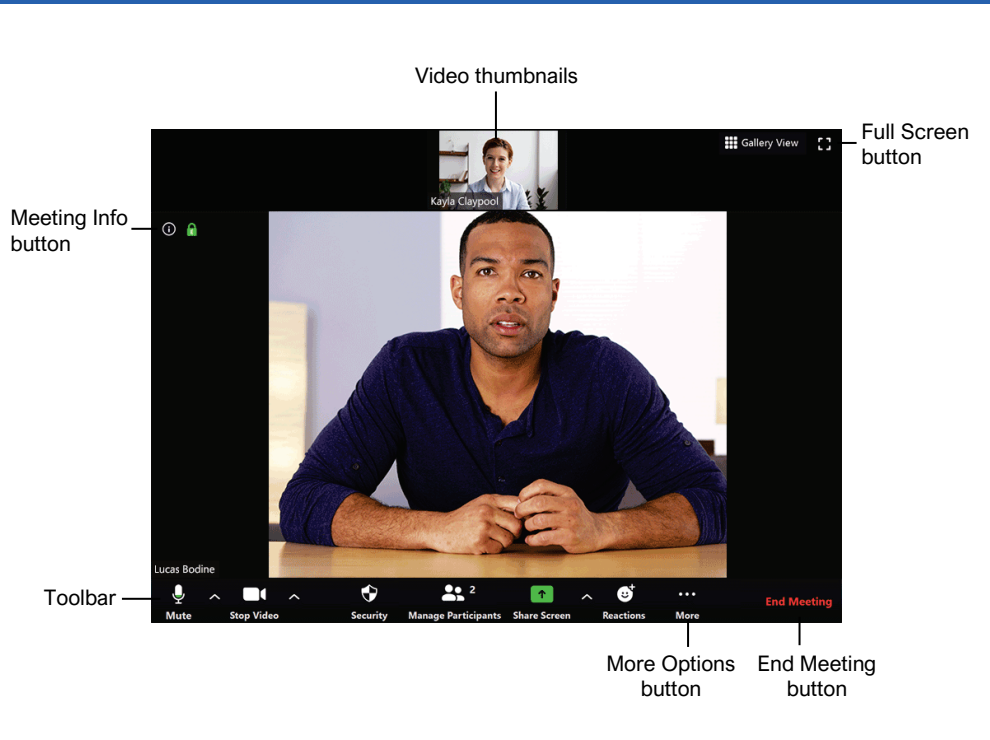 Video thumbnails
Full Screen
button
Gallery View
Kayla Claypool
Meeting Info
button
Lucas Bodine
Toolbar
2
Mute
Stop Video
Security
Manage Participants
Share Screen
Reactions
More
End Meeting
More Options
button
End Meeting
button